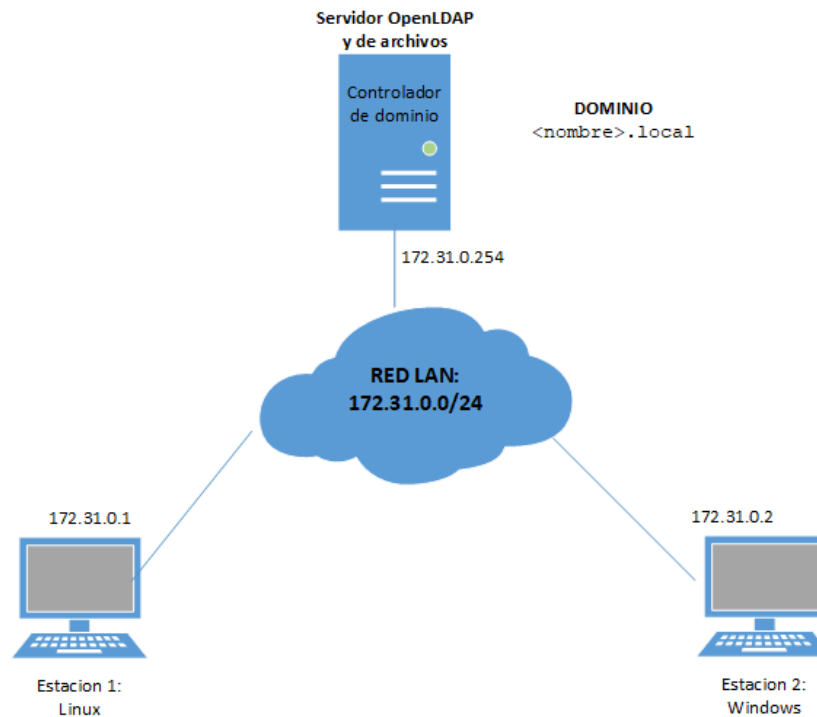 Servidor OpenLDAP
y de archivos
Controlador
de dominio
DOMINIO
<nombre>.local
172.31.0.254
RED LAN:
172.31.0.0/24
172.31.0.1
172.31.0.2
Estacion 1:
Linux
Estacion 2:
Windows